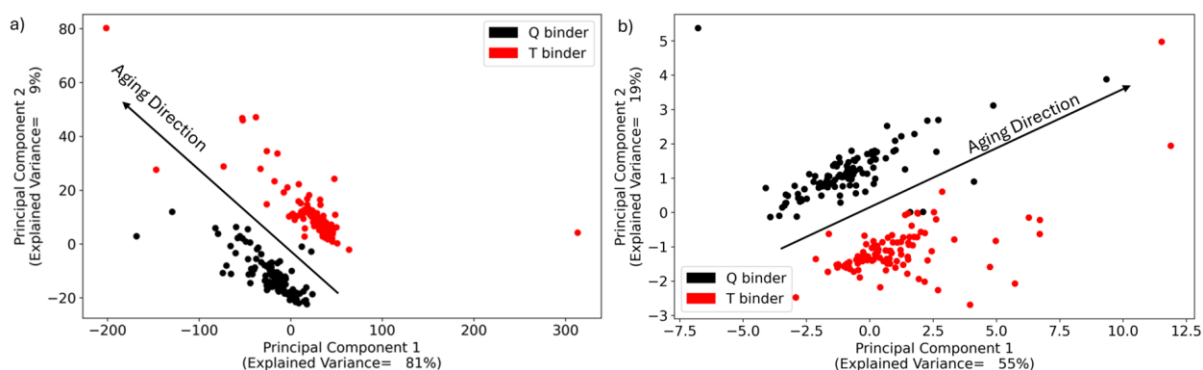 a)
80
60
40
20
0
−20
Principal Component 2
(Explained Variance= 9%)
Aging Direction
Q binder
T binder
−200
−100
0
100
200
300
Principal Component 1
(Explained Variance= 81%)
b)
5
4
3
2
1
0
−1
−2
−3
Principal Component 2
(Explained Variance= 19%)
Aging Direction
Q binder
T binder
−7.5
−5.0
−2.5
0.0
2.5
5.0
7.5
10.0
12.5
Principal Component 1
(Explained Variance= 55%)